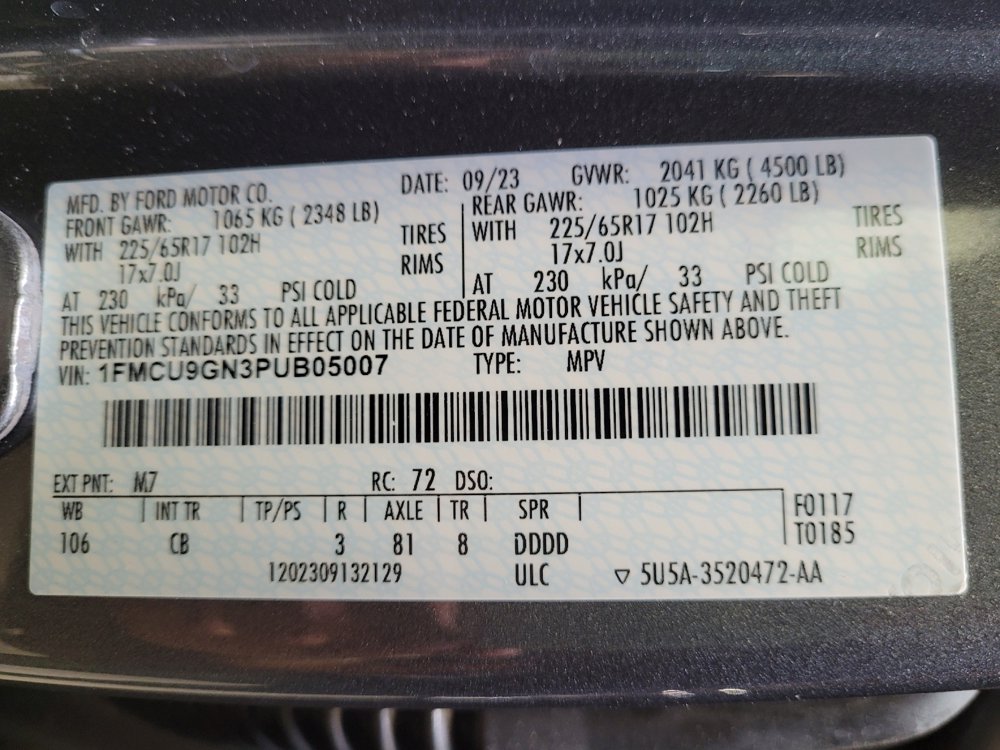 MFD. BY FORD MOTOR CO. DATE: 09/23 GVWR: 2041 KG ( 4500 LB)
FRONT GAWR: 1065 KG ( 2348 LB) REAR GAWR: 1025 KG ( 2260 LB)
WITH 225/65R17 102H TIRES WITH 225/65R17 102H TIRES
17x7.0J RIMS 17x7.0J RIMS
AT 230 kPa/ 33 PSI COLD AT 230 kPa/ 33 PSI COLD
THIS VEHICLE CONFORMS TO ALL APPLICABLE FEDERAL MOTOR VEHICLE SAFETY AND THEFT
PREVENTION STANDARDS IN EFFECT ON THE DATE OF MANUFACTURE SHOWN ABOVE.
VIN: 1FMCU9GN3PUB05007 TYPE: MPV
EXT PNT: M7 RC: 72 DSO:
WB INT TR TP/PS R AXLE TR SPR F0117
106 CB 3 81 8 DDDD T0185
1202309132129 ULC ▽ 5U5A-3520472-AA